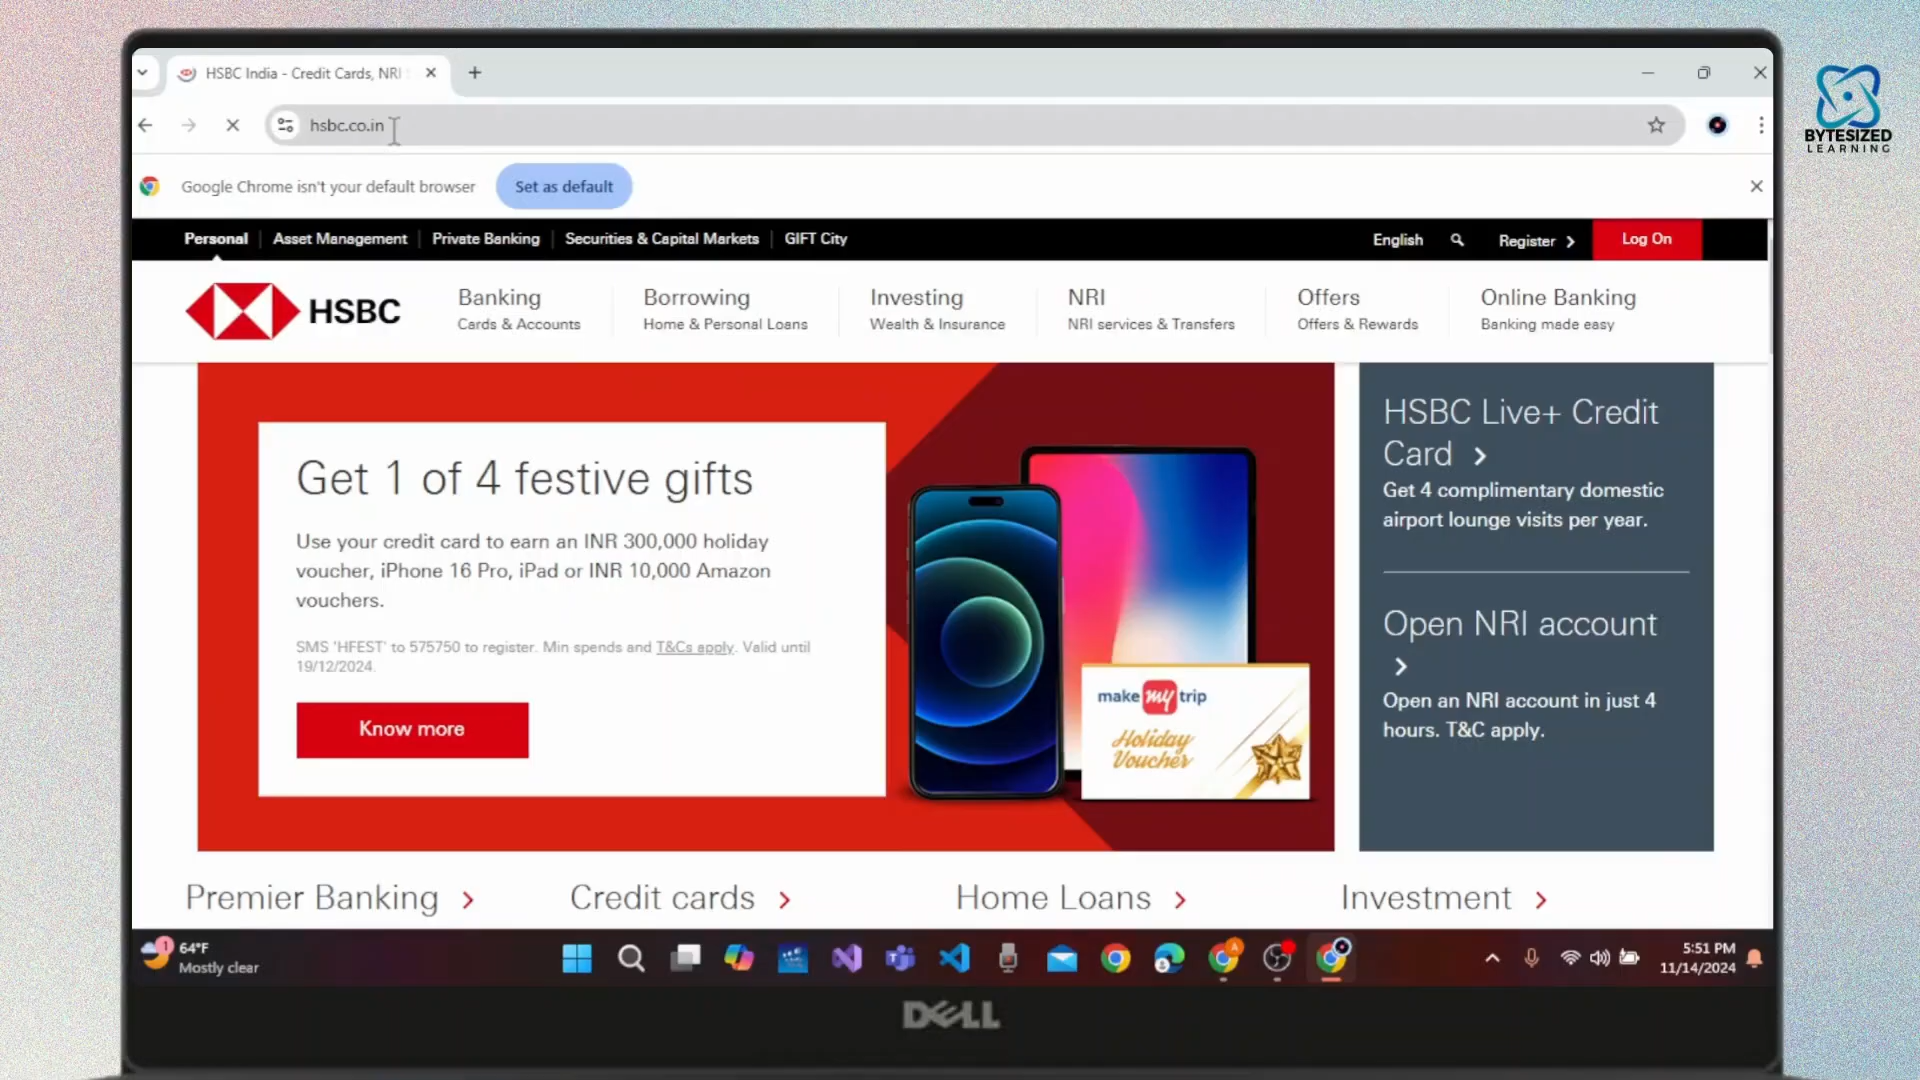 HSBC India - Credit Cards, NRI
BYTESIZED
LEARNING
hsbc.co.in
Google Chrome isn't your default browser
Set as default
Personal
Asset Management
Private Banking
Securities & Capital Markets
GIFT City
English
Register
Log On
HSBC
Banking
Cards & Accounts
Borrowing
Home & Personal Loans
Investing
Wealth & Insurance
NRI
NRI services & Transfers
Offers
Offers & Rewards
Online Banking
Banking made easy
Get 1 of 4 festive gifts
Use your credit card to earn an INR 300,000 holiday
voucher, iPhone 16 Pro, iPad or INR 10,000 Amazon
vouchers.
SMS 'HFEST' to 575750 to register. Min spends and T&Cs apply. Valid until
19/12/2024.
Know more
make my trip
Holiday
Voucher
HSBC Live+ Credit
Card
Get 4 complimentary domestic
airport lounge visits per year.
Open NRI account
Open an NRI account in just 4
hours. T&C apply.
Premier Banking
Credit cards
Home Loans
Investment
1
64°F
Mostly clear
5:51 PM
11/14/2024
DELL